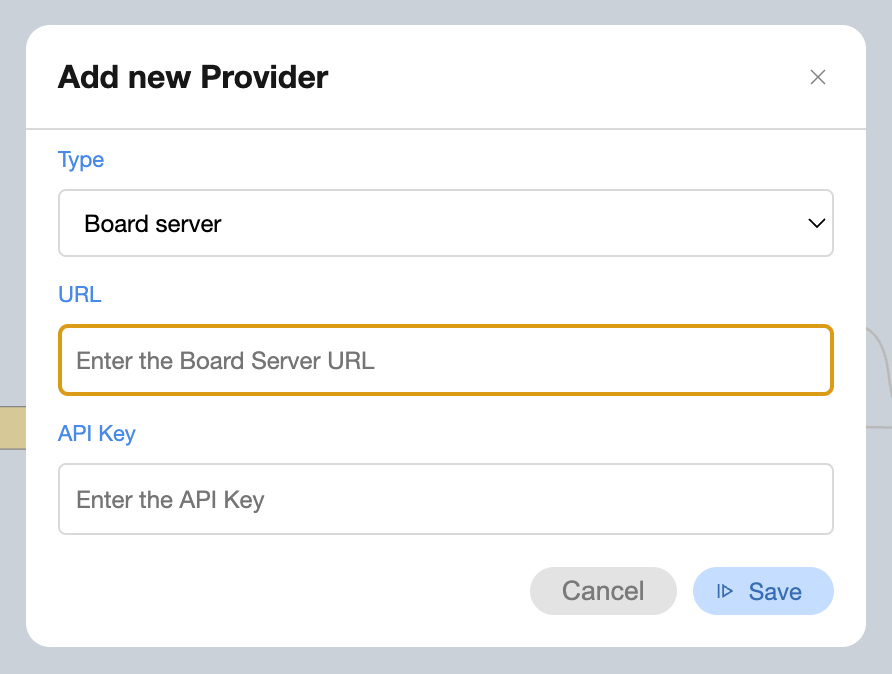 Add new Provider
Type
Board server
URL
Enter the Board Server URL
API Key
Enter the API Key
Cancel
Save